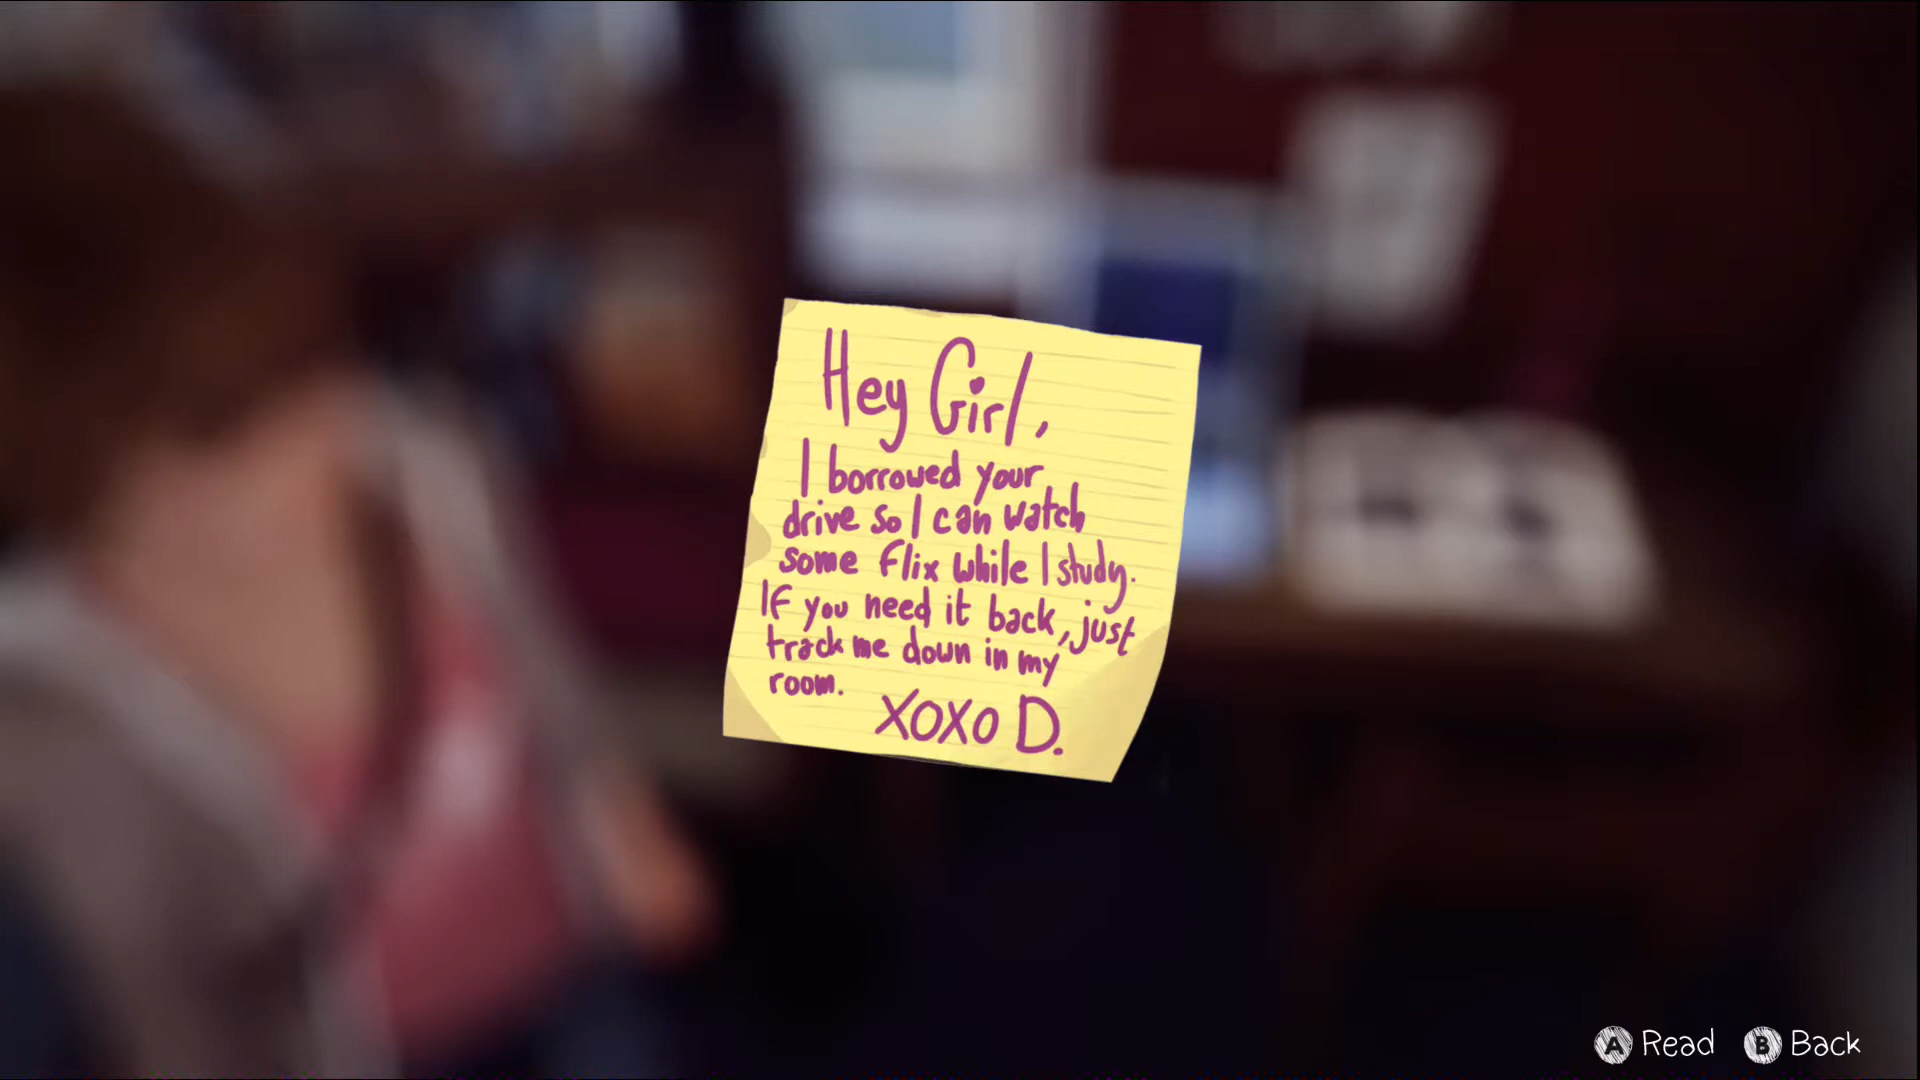 Hey Girl,
I borrowed your
drive so I can watch
some flix while I study.
If you need it back, just
track me down in my
room.
XOXO D.
A Read B Back